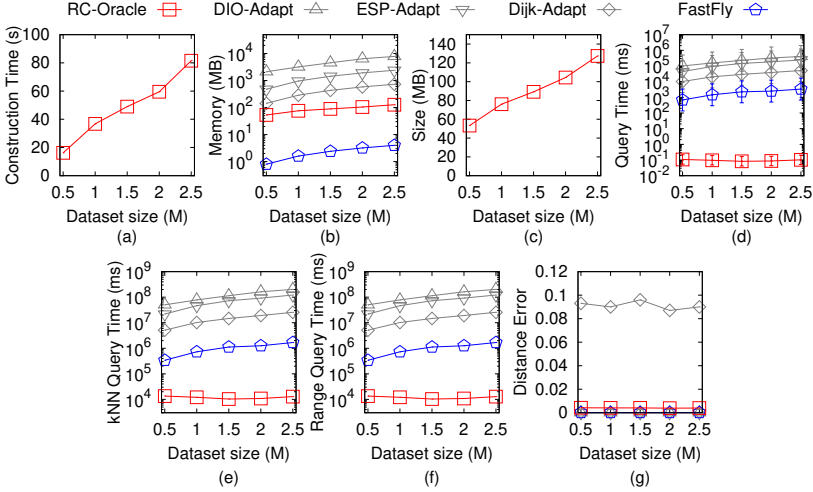 RC-Oracle DIO-Adapt ESP-Adapt Dijk-Adapt FastFly
Construction Time (s)
100
80
60
40
20
0
0.5 1 1.5 2 2.5
Dataset size (M)
(a)
Memory (MB)
10^4
10^3
10^2
10^1
10^0
0.5 1 1.5 2 2.5
Dataset size (M)
(b)
Size (MB)
140
120
100
80
60
40
20
0
0.5 1 1.5 2 2.5
Dataset size (M)
(c)
Query Time (ms)
10^7
10^6
10^5
10^4
10^3
10^2
10^1
10^0
10^-1
10^-2
0.5 1 1.5 2 2.5
Dataset size (M)
(d)
kNN Query Time (ms)
10^9
10^8
10^7
10^6
10^5
10^4
0.5 1 1.5 2 2.5
Dataset size (M)
(e)
Range Query Time (ms)
10^9
10^8
10^7
10^6
10^5
10^4
0.5 1 1.5 2 2.5
Dataset size (M)
(f)
Distance Error
0.12
0.1
0.08
0.06
0.04
0.02
0
0.5 1 1.5 2 2.5
Dataset size (M)
(g)